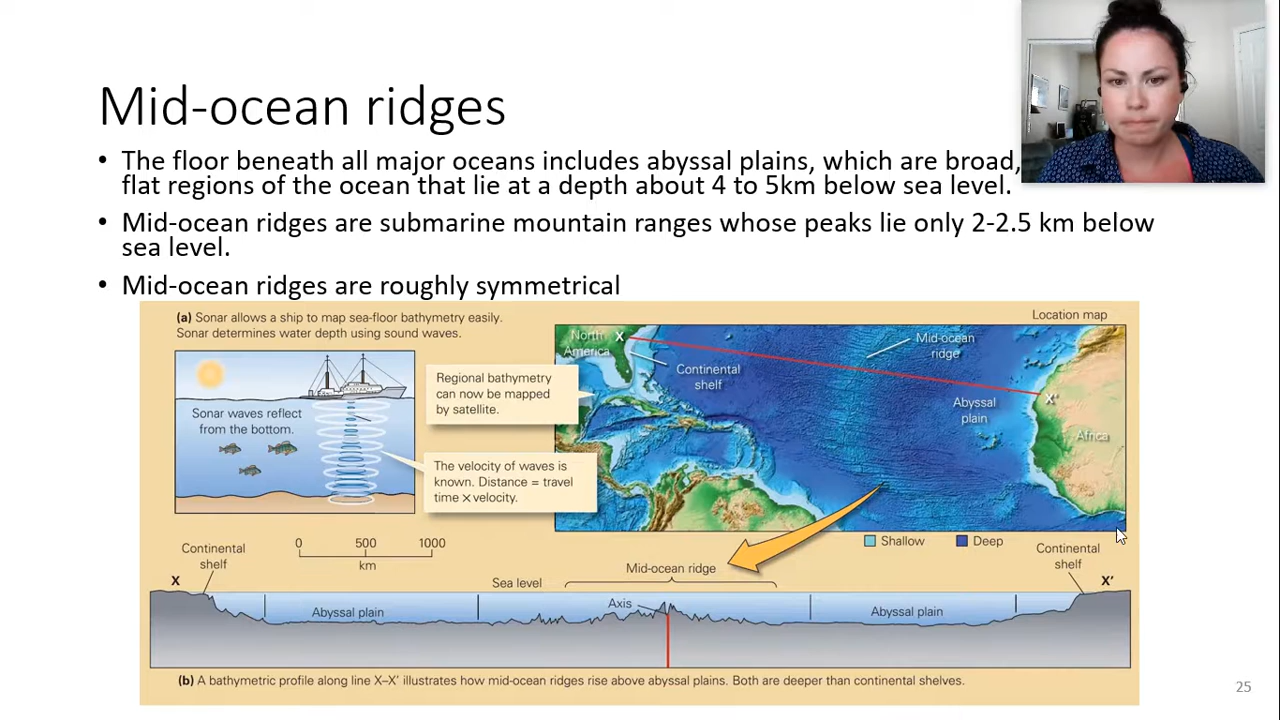 Mid-ocean ridges
• The floor beneath all major oceans includes abyssal plains, which are broad,
flat regions of the ocean that lie at a depth about 4 to 5km below sea level.
• Mid-ocean ridges are submarine mountain ranges whose peaks lie only 2-2.5 km below
sea level.
• Mid-ocean ridges are roughly symmetrical
(a) Sonar allows a ship to map sea-floor bathymetry easily.
Sonar determines water depth using sound waves.
Sonar waves reflect
from the bottom.
Regional bathymetry
can now be mapped
by satellite.
The velocity of waves is
known. Distance = travel
time × velocity.
Location map
North
America
X
Continental
shelf
Mid-ocean
ridge
Abyssal
plain
X'
Africa
Shallow
Deep
0 500 1000
km
Continental
shelf
X
Abyssal plain
Sea level
Mid-ocean ridge
Axis
Abyssal plain
Continental
shelf
X'
(b) A bathymetric profile along line X–X' illustrates how mid-ocean ridges rise above abyssal plains. Both are deeper than continental shelves.
25